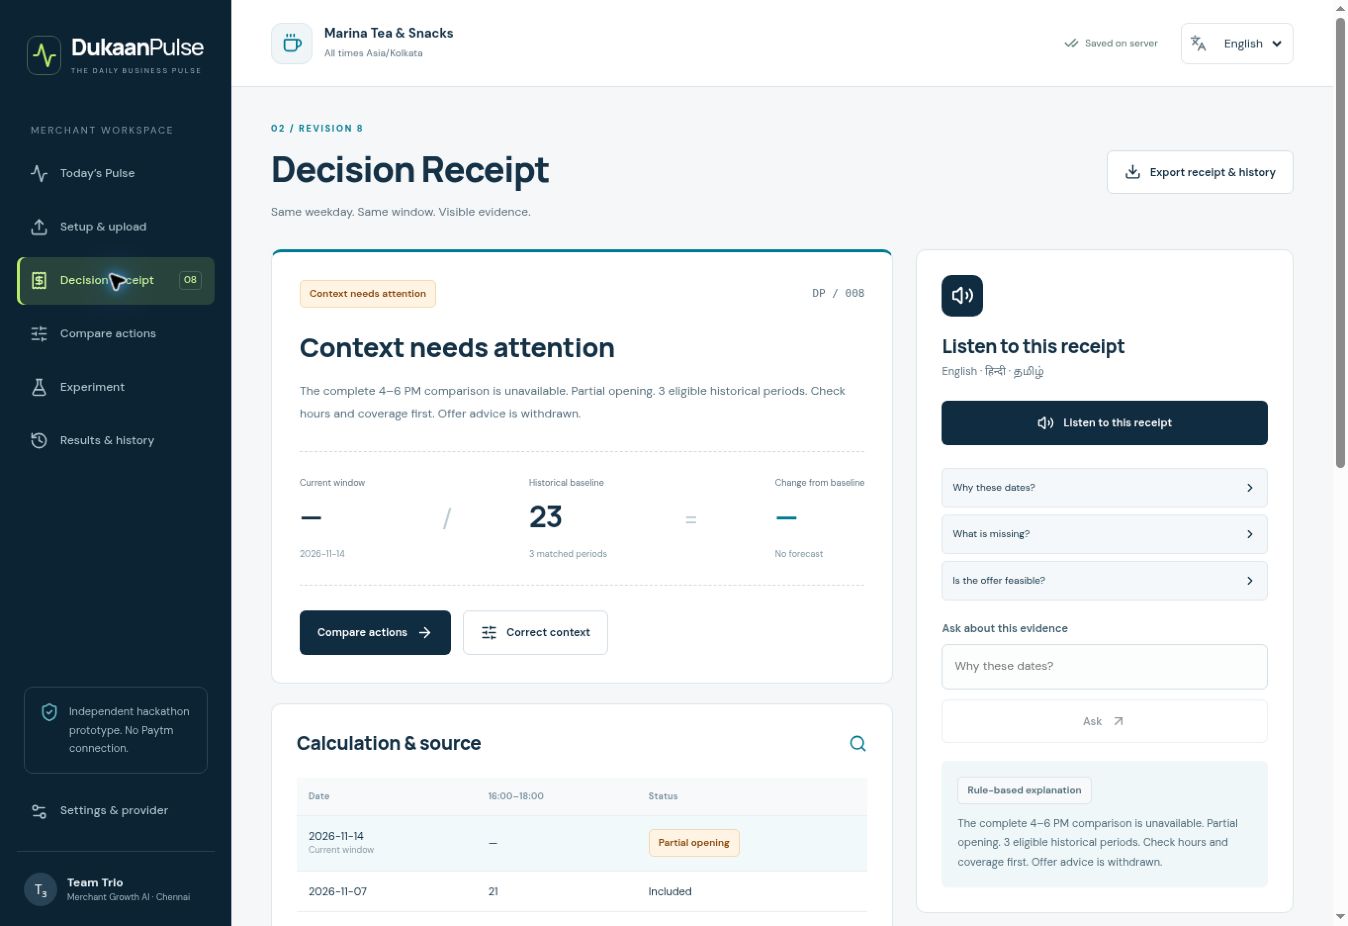 DukaanPulse
THE DAILY BUSINESS PULSE
MERCHANT WORKSPACE
Today's Pulse
Setup & upload
Decision ceipt
08
Compare actions
Experiment
Results & history
Independent hackathon
prototype. No Paytm
connection.
Settings & provider
T3
Team Trio
Merchant Growth AI · Chennai
Marina Tea & Snacks
All times Asia/Kolkata
Saved on server
English
02 / REVISION 8
Decision Receipt
Same weekday. Same window. Visible evidence.
Export receipt & history
Context needs attention
DP / 008
Context needs attention
The complete 4–6 PM comparison is unavailable. Partial opening. 3 eligible historical periods. Check
hours and coverage first. Offer advice is withdrawn.
Current window
Historical baseline
Change from baseline
—
/
23
=
—
2026-11-14
3 matched periods
No forecast
Compare actions
Correct context
Calculation & source
Date
16:00–18:00
Status
2026-11-14
Current window
—
Partial opening
2026-11-07
21
Included
Listen to this receipt
English · हिन्दी · தமிழ்
Listen to this receipt
Why these dates?
What is missing?
Is the offer feasible?
Ask about this evidence
Why these dates?
Ask
Rule-based explanation
The complete 4–6 PM comparison is unavailable. Partial
opening. 3 eligible historical periods. Check hours and
coverage first. Offer advice is withdrawn.